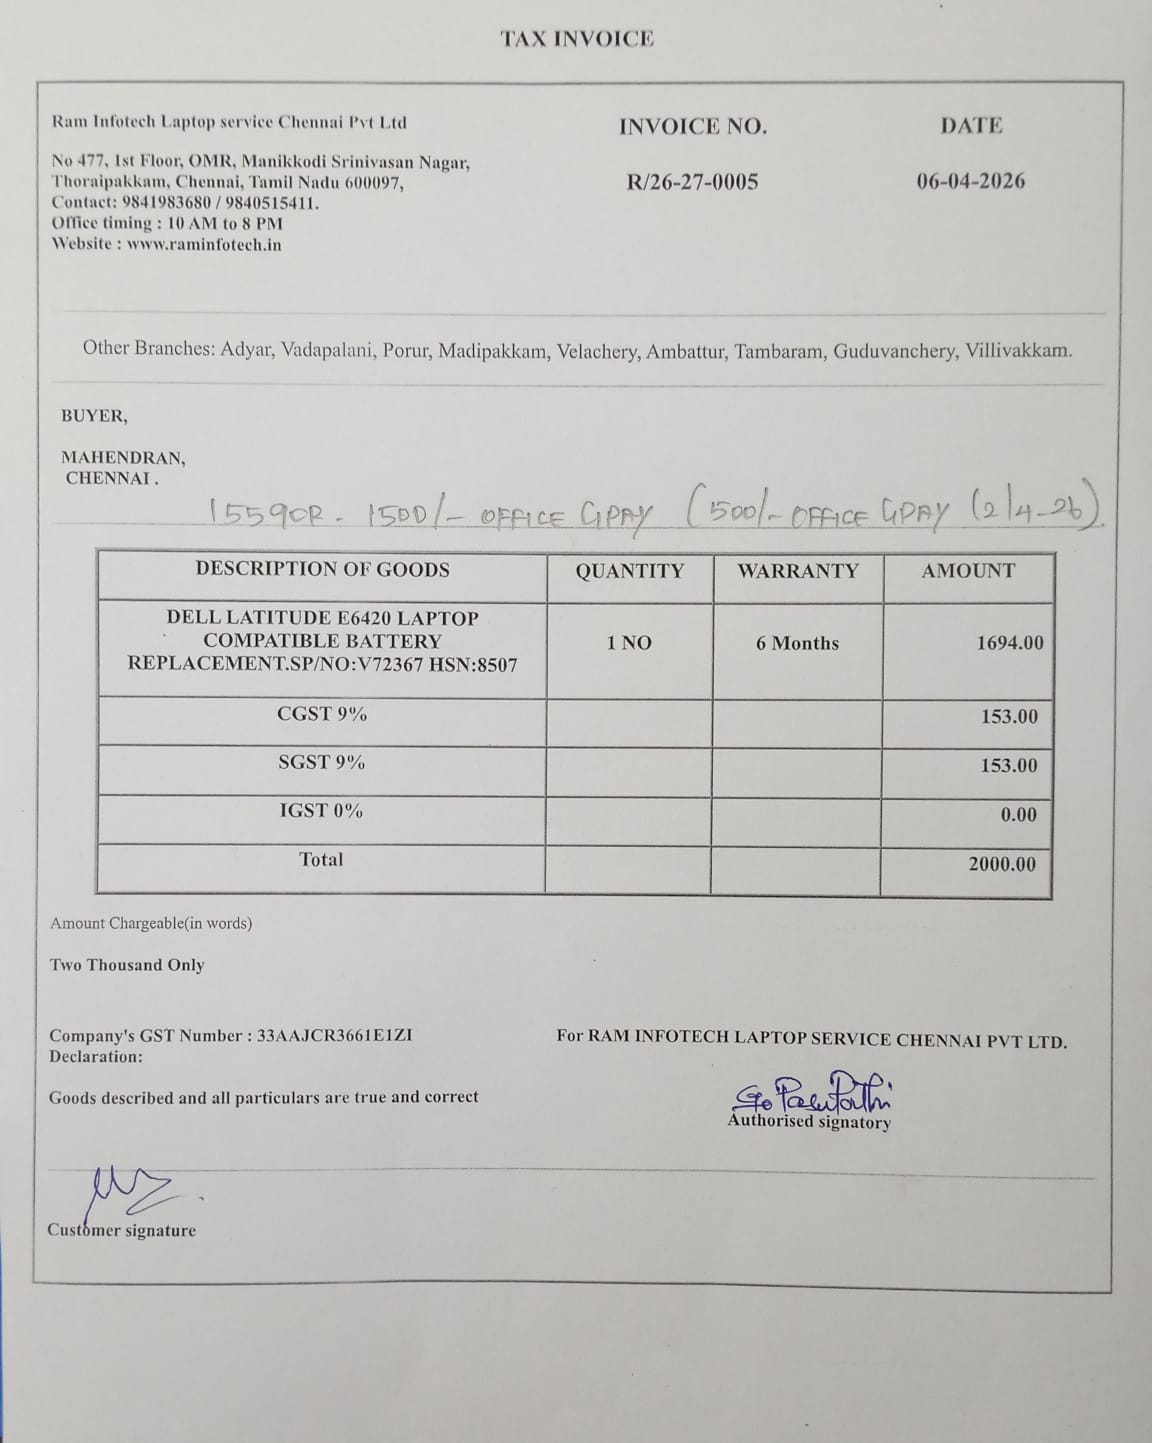 TAX INVOICE
Ram Infotech Laptop service Chennai Pvt Ltd
No 477, 1st Floor, OMR, Manikkodi Srinivasan Nagar,
Thoraipakkam, Chennai, Tamil Nadu 600097,
Contact: 9841983680 / 9840515411.
Office timing : 10 AM to 8 PM
Website : www.raminfotech.in
INVOICE NO.
R/26-27-0005
DATE
06-04-2026
Other Branches: Adyar, Vadapalani, Porur, Madipakkam, Velachery, Ambattur, Tambaram, Guduvanchery, Villivakkam.
BUYER,
MAHENDRAN,
CHENNAI .
15590R - 1500/- OFFICE GPAY (500/- OFFICE GPAY (2/4-26).
DESCRIPTION OF GOODS QUANTITY WARRANTY AMOUNT
DELL LATITUDE E6420 LAPTOP
COMPATIBLE BATTERY
REPLACEMENT.SP/NO:V72367 HSN:8507
1 NO 6 Months 1694.00
CGST 9% 153.00
SGST 9% 153.00
IGST 0% 0.00
Total 2000.00
Amount Chargeable(in words)
Two Thousand Only
Company's GST Number : 33AAJCR3661E1ZI
Declaration:
Goods described and all particulars are true and correct
For RAM INFOTECH LAPTOP SERVICE CHENNAI PVT LTD.
Authorised signatory
Customer signature